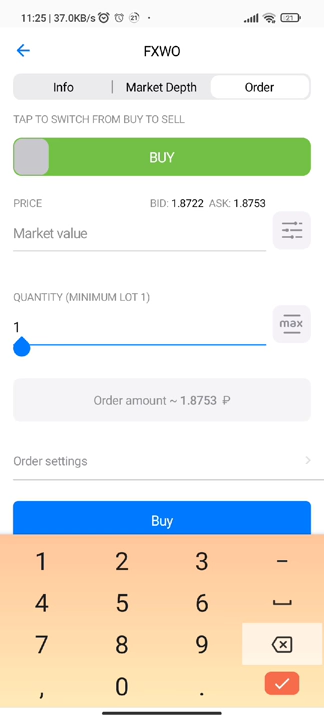 11:25 | 37.0KB/s 21 · 21
FXWO
Info Market Depth Order
TAP TO SWITCH FROM BUY TO SELL
BUY
PRICE BID: 1.8722 ASK: 1.8753
Market value
QUANTITY (MINIMUM LOT 1)
1
max
Order amount ~ 1.8753 ₽
Order settings
Buy
1 2 3 –
4 5 6
7 8 9
, 0 .